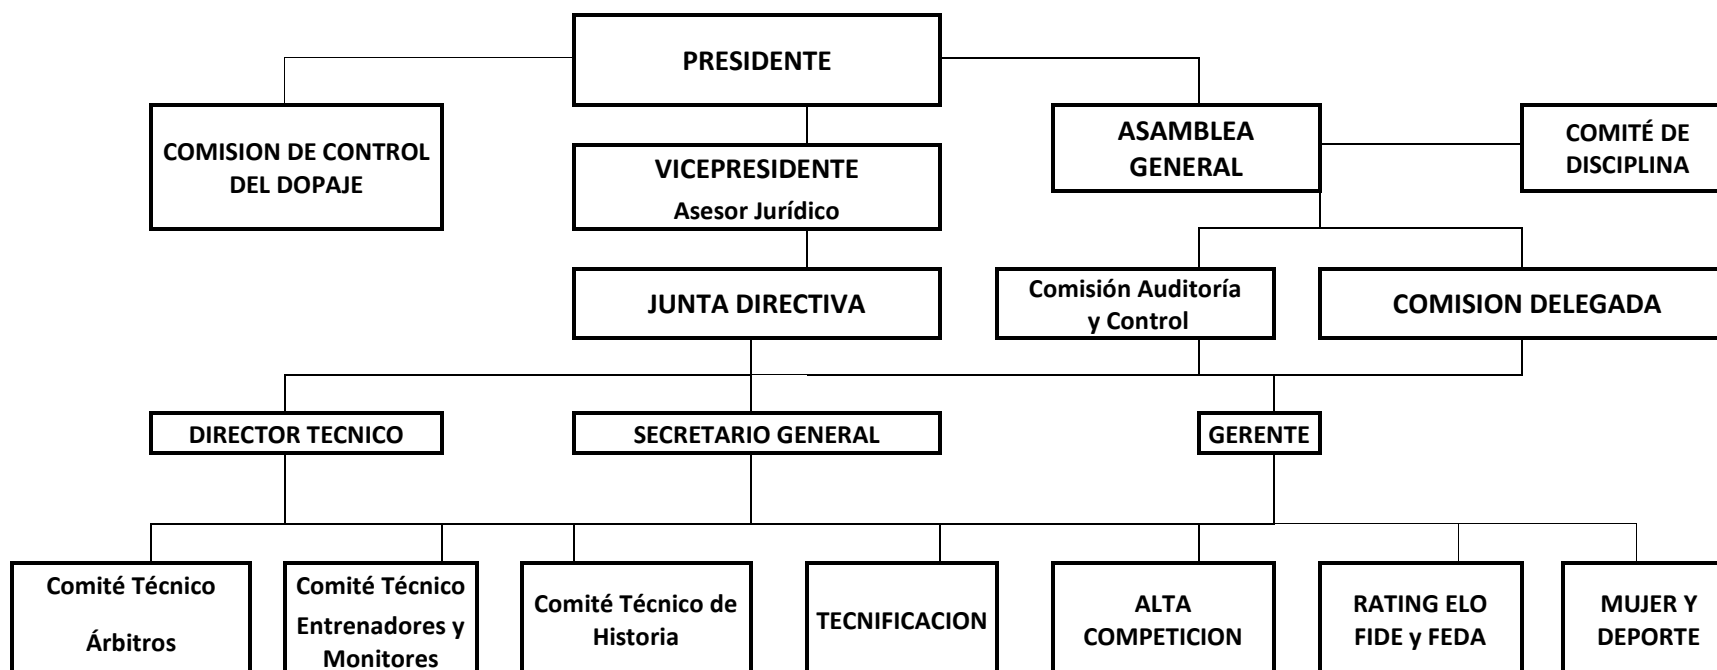 PRESIDENTE
COMISION DE CONTROL
DEL DOPAJE
VICEPRESIDENTE
Asesor Jurídico
ASAMBLEA
GENERAL
COMITÉ DE
DISCIPLINA
JUNTA DIRECTIVA
Comisión Auditoría
y Control
COMISION DELEGADA
DIRECTOR TECNICO
SECRETARIO GENERAL
GERENTE
Comité Técnico
Árbitros
Comité Técnico
Entrenadores y
Monitores
Comité Técnico de
Historia
TECNIFICACION
ALTA
COMPETICION
RATING ELO
FIDE y FEDA
MUJER Y
DEPORTE